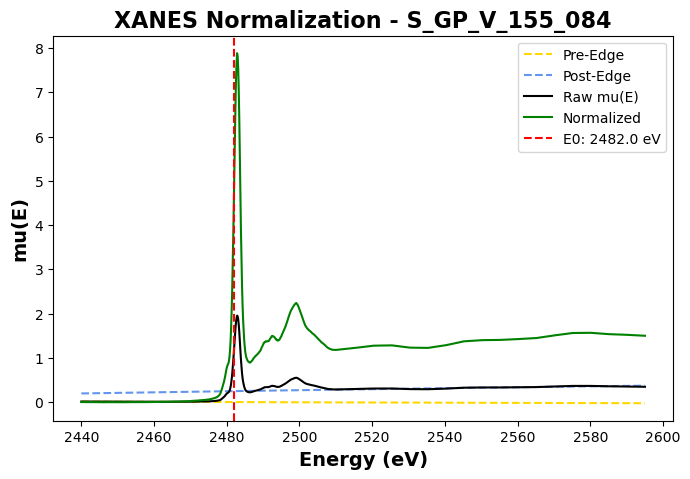 XANES Normalization - S_GP_V_155_084
Pre-Edge
Post-Edge
Raw mu(E)
Normalized
E0: 2482.0 eV
mu(E)
8
7
6
5
4
3
2
1
0
2440 2460 2480 2500 2520 2540 2560 2580 2600
Energy (eV)